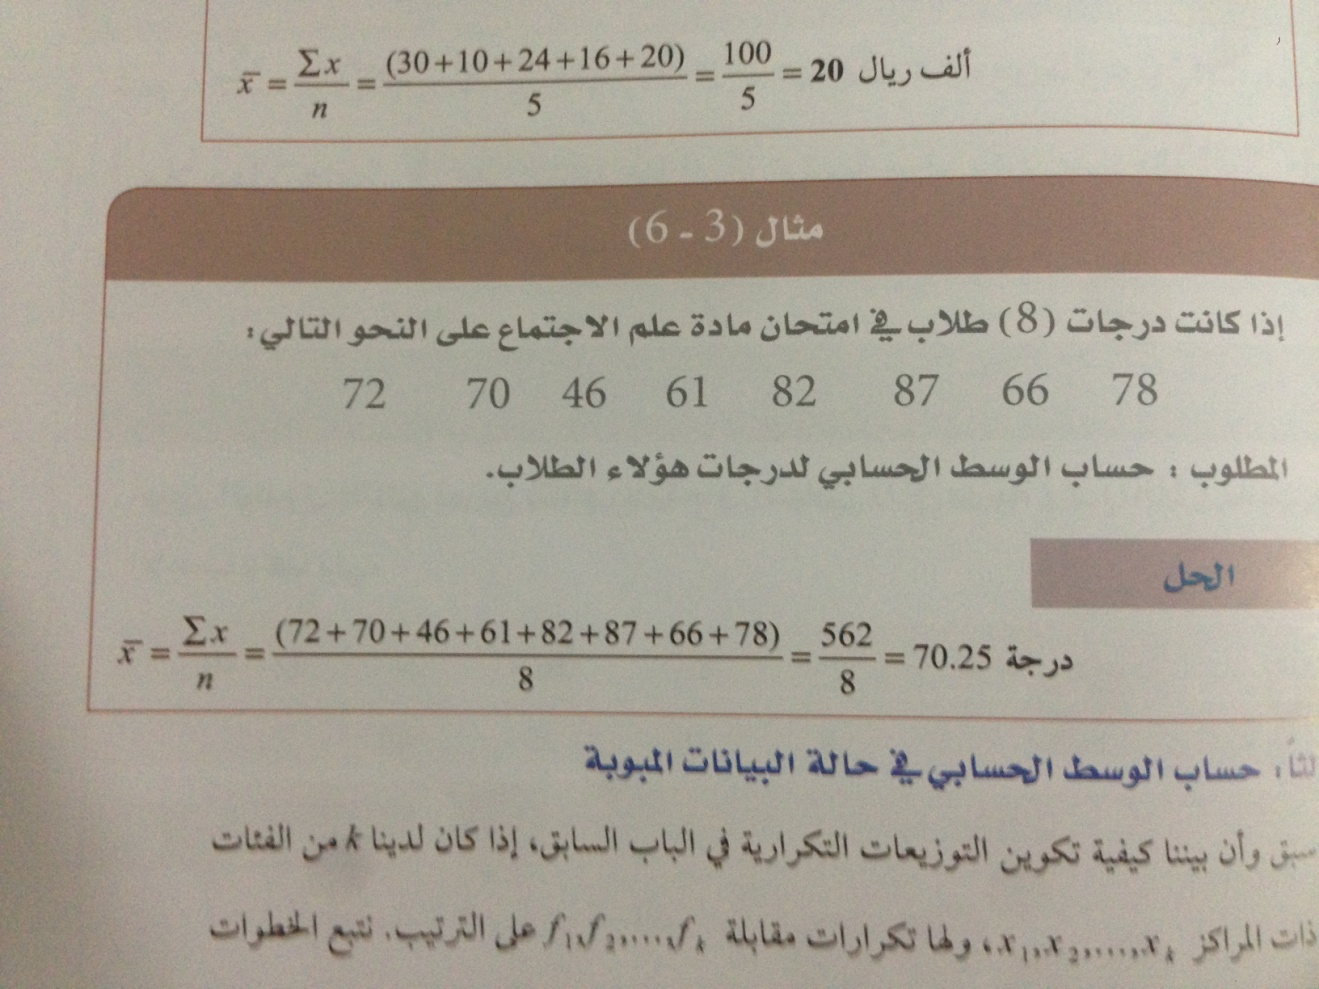 x̄ = Σx / n = (30+10+24+16+20) / 5 = 100 / 5 = 20 ألف ريال
مثال (3 - 6)
إذا كانت درجات (8) طلاب في امتحان مادة علم الاجتماع على النحو التالي:
72 70 46 61 82 87 66 78
المطلوب : حساب الوسط الحسابي لدرجات هؤلاء الطلاب.
الحل
x̄ = Σx / n = (72+70+46+61+82+87+66+78) / 8 = 562 / 8 = 70.25 درجة
لثاً: حساب الوسط الحسابي في حالة البيانات المبوبة
سبق وأن بيننا كيفية تكوين التوزيعات التكرارية في الباب السابق، إذا كان لدينا k من الفئات
ذات المراكز x₁, x₂, ...., xₖ، ولها تكرارات مقابلة f₁, f₂, ...., fₖ على الترتيب. نتبع الخطوات